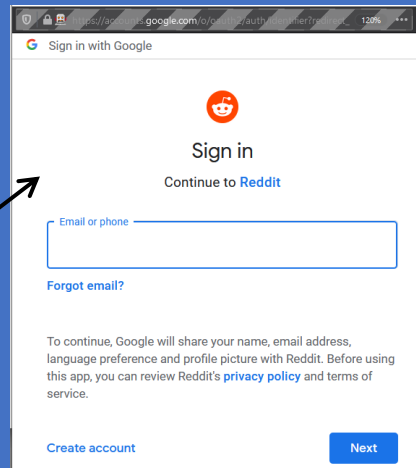 https://accounts.google.com/o/oauth2/auth/identifier?redirect_ 120%
G Sign in with Google
Sign in
Continue to Reddit
Email or phone
Forgot email?
To continue, Google will share your name, email address,
language preference and profile picture with Reddit. Before using
this app, you can review Reddit's privacy policy and terms of
service.
Create account
Next